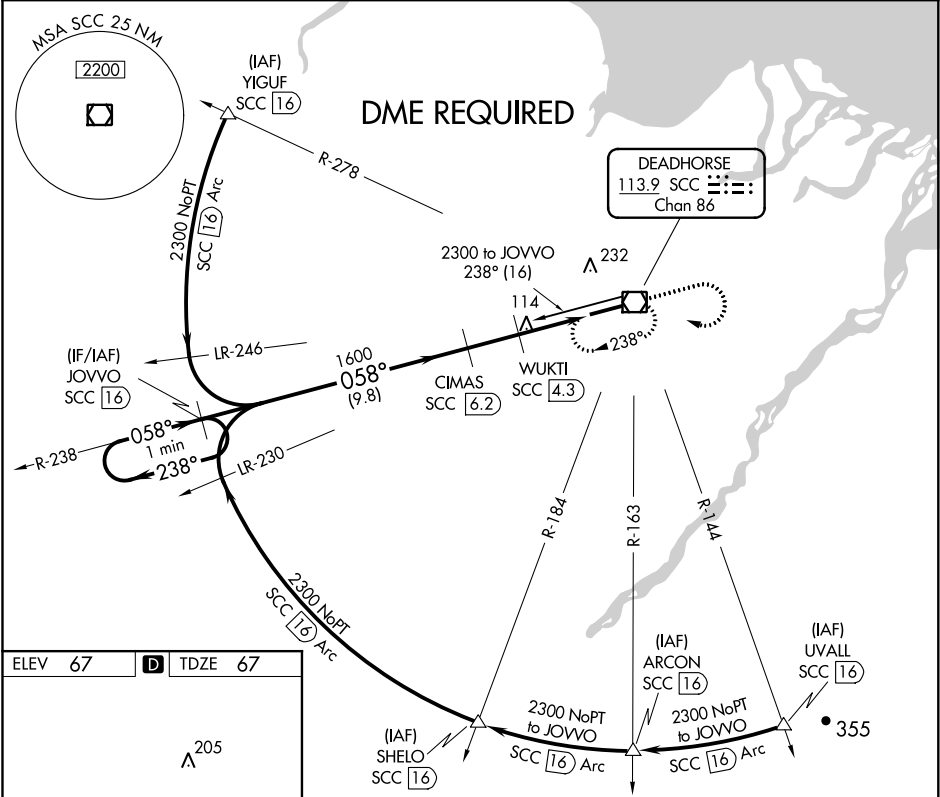 MSA SCC 25 NM
2200
(IAF)
YIGUF
SCC 16
DME REQUIRED
R-278
DEADHORSE
113.9 SCC
Chan 86
2300 NoPT
SCC 16 Arc
2300 to JOVVO
238° (16)
232
114
238°
LR-246
(IF/IAF)
JOVVO
SCC 16
1600
058°
(9.8)
CIMAS
SCC 6.2
WUKTI
SCC 4.3
R-238
058°
1 min
238°
LR-230
R-184
R-163
R-144
2300 NoPT
SCC 16 Arc
(IAF)
ARCON
SCC 16
(IAF)
UVALL
SCC 16
355
2300 NoPT
to JOVVO
SCC 16 Arc
2300 NoPT
to JOVVO
SCC 16 Arc
(IAF)
SHELO
SCC 16
ELEV 67 D TDZE 67
205